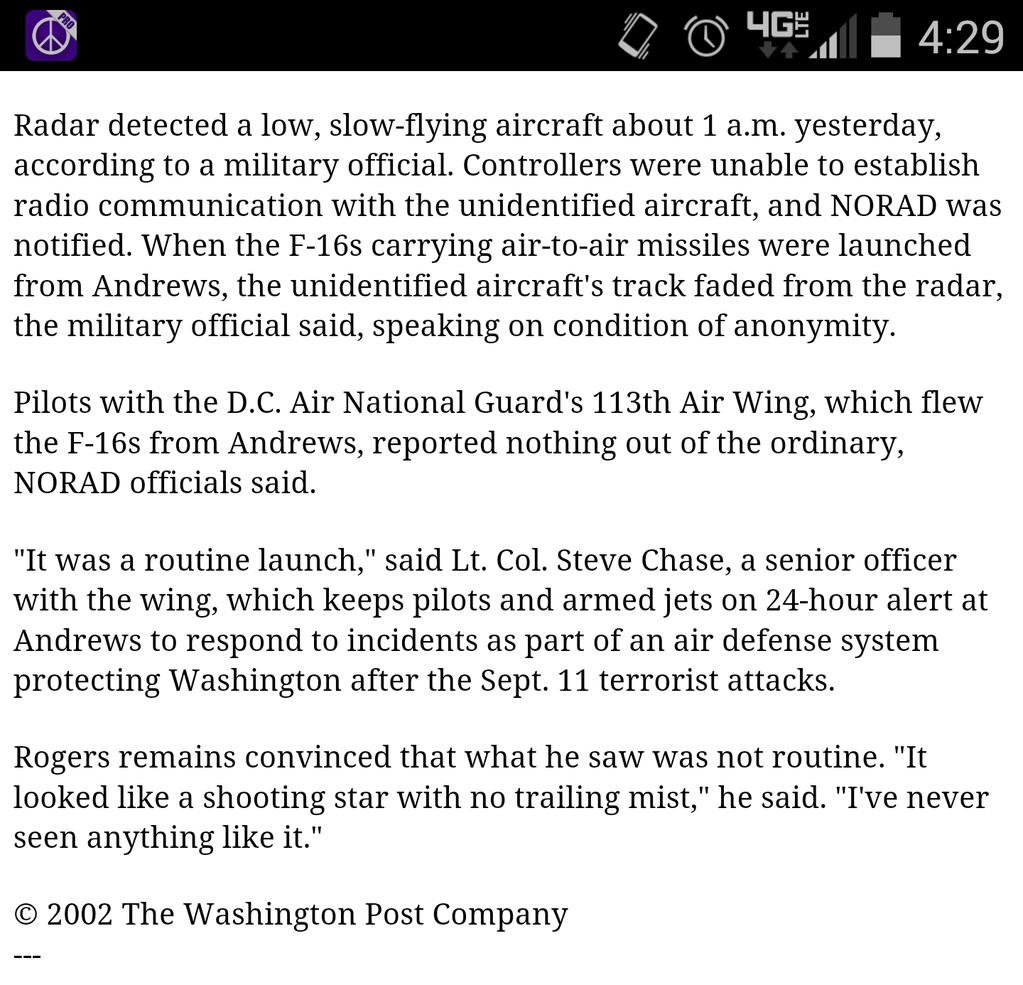 PRO
4G LTE
4:29
Radar detected a low, slow-flying aircraft about 1 a.m. yesterday,
according to a military official. Controllers were unable to establish
radio communication with the unidentified aircraft, and NORAD was
notified. When the F-16s carrying air-to-air missiles were launched
from Andrews, the unidentified aircraft's track faded from the radar,
the military official said, speaking on condition of anonymity.
Pilots with the D.C. Air National Guard's 113th Air Wing, which flew
the F-16s from Andrews, reported nothing out of the ordinary,
NORAD officials said.
"It was a routine launch," said Lt. Col. Steve Chase, a senior officer
with the wing, which keeps pilots and armed jets on 24-hour alert at
Andrews to respond to incidents as part of an air defense system
protecting Washington after the Sept. 11 terrorist attacks.
Rogers remains convinced that what he saw was not routine. "It
looked like a shooting star with no trailing mist," he said. "I've never
seen anything like it."
© 2002 The Washington Post Company
---